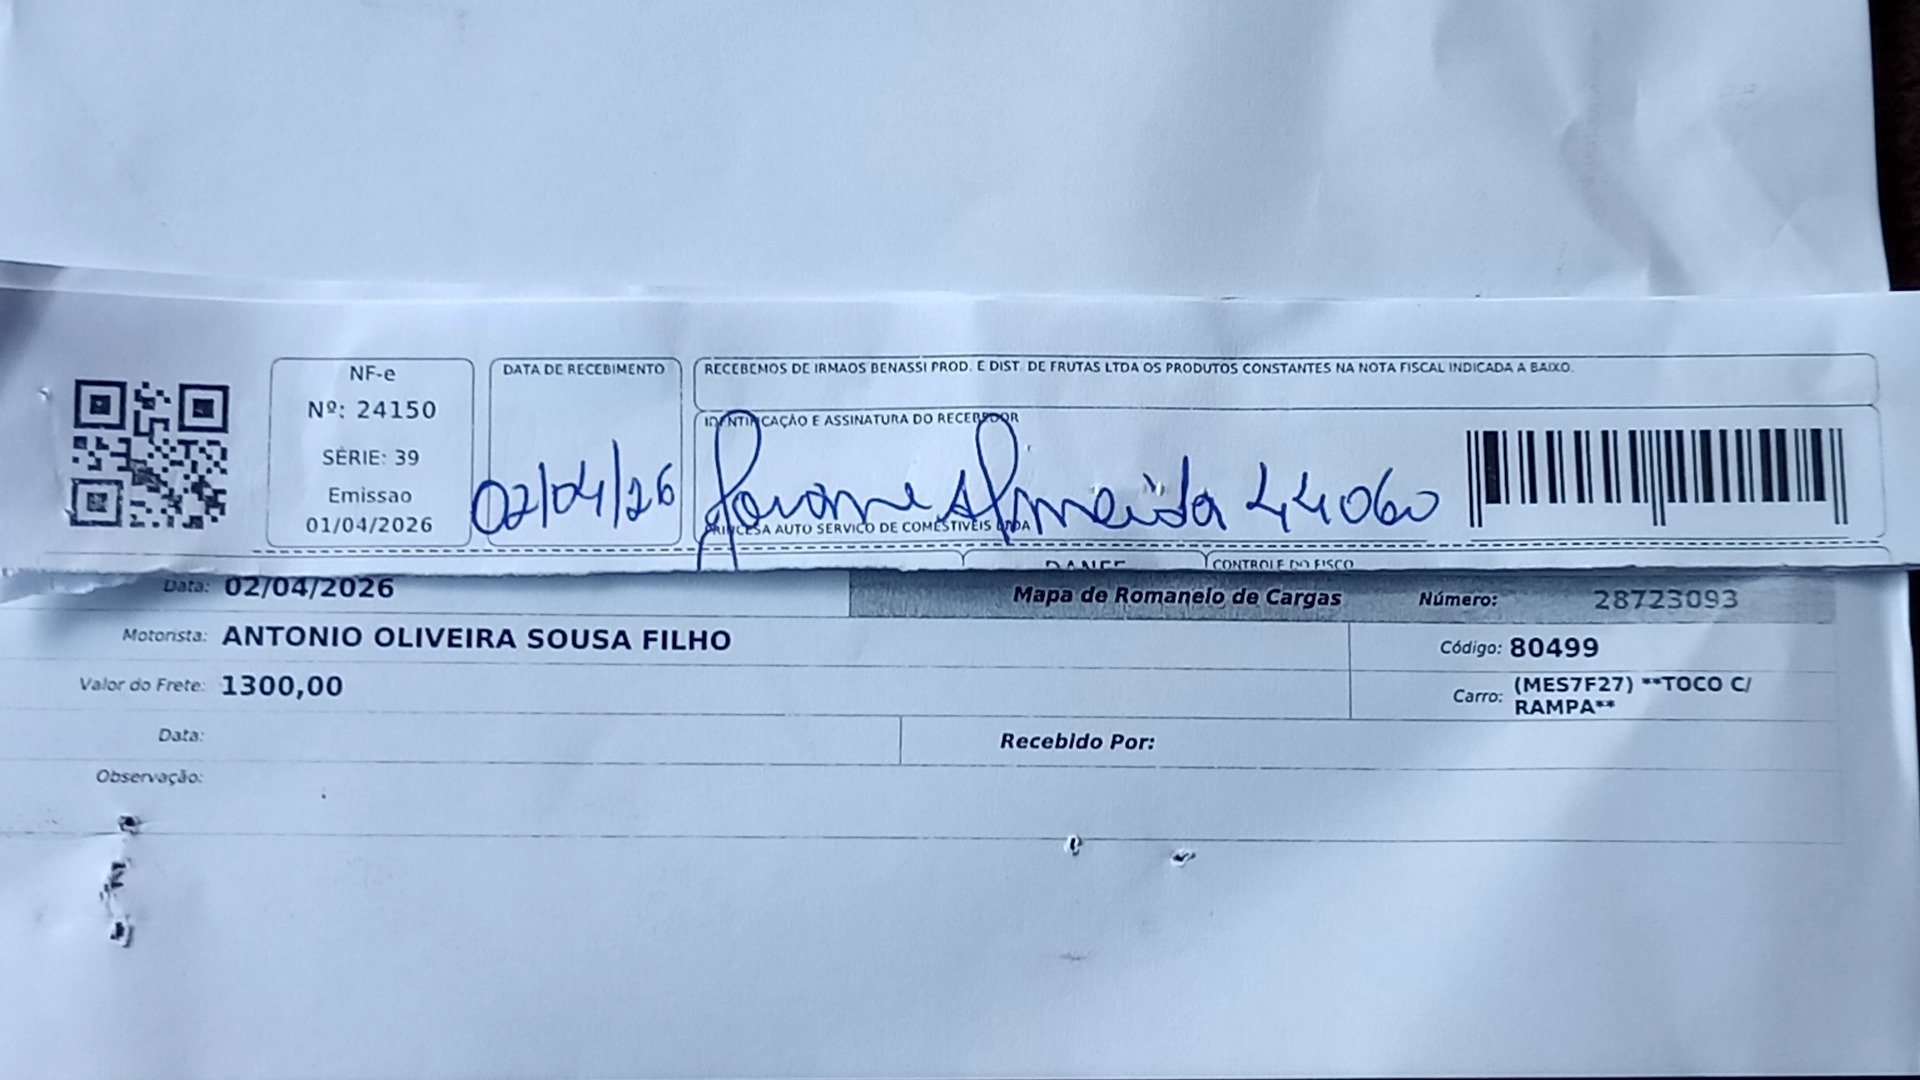 NF-e
Nº: 24150
SÉRIE: 39
Emissao
01/04/2026
DATA DE RECEBIMENTO
02/04/26
RECEBEMOS DE IRMAOS BENASSI PROD. E DIST. DE FRUTAS LTDA OS PRODUTOS CONSTANTES NA NOTA FISCAL INDICADA A BAIXO.
IDENTIFICAÇÃO E ASSINATURA DO RECEBEDOR
Almeida 44060
PRINCESA AUTO SERVICO DE COMESTIVEIS LTDA
DANFE
CONTROLE DO FISCO
Data: 02/04/2026
Mapa de Romaneio de Cargas
Número: 28723093
Motorista: ANTONIO OLIVEIRA SOUSA FILHO
Código: 80499
Valor do Frete: 1300,00
Carro: (MES7F27) **TOCO C/
RAMPA**
Data:
Recebido Por:
Observação: